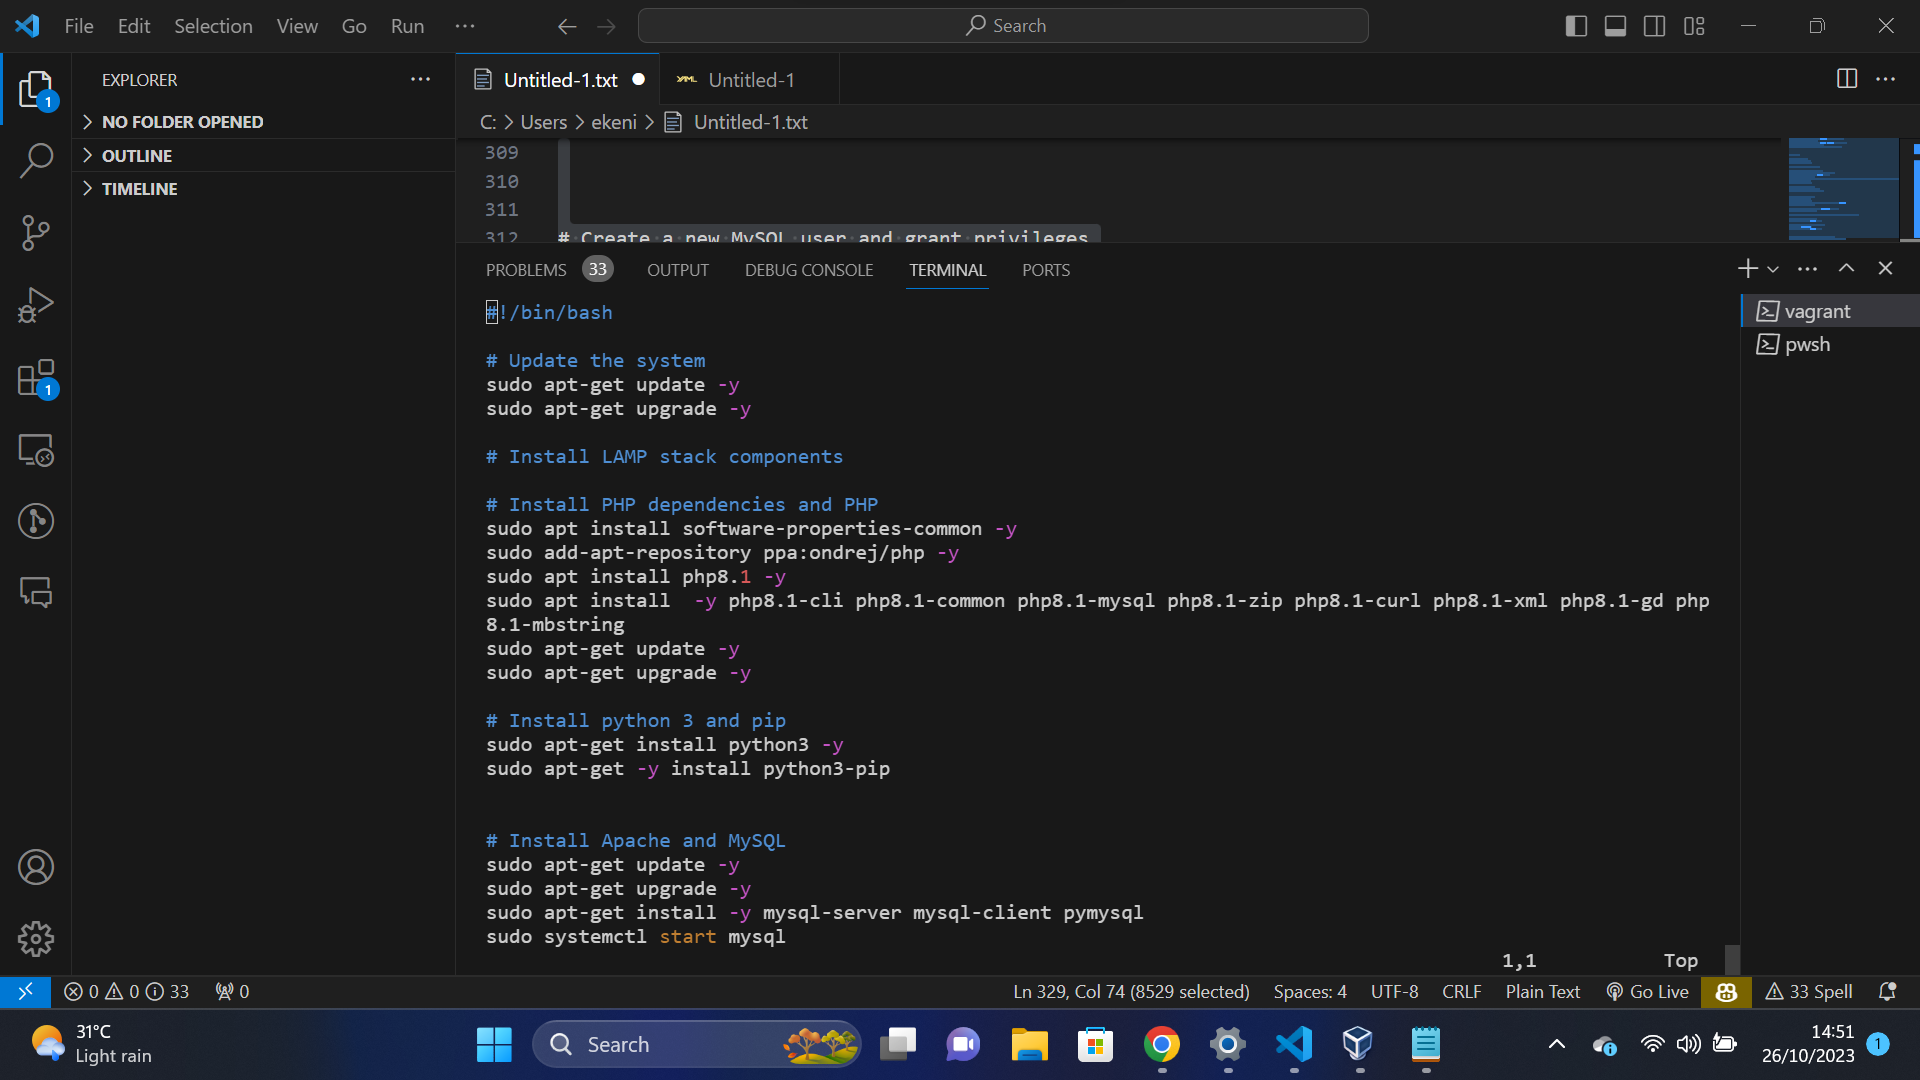 File Edit Selection View Go Run ··· Search
EXPLORER ···
NO FOLDER OPENED
OUTLINE
TIMELINE
1
1
Untitled-1.txt
YAML Untitled-1
C: > Users > ekeni > Untitled-1.txt
309
310
311
312 # Create a new MySQL user and grant privileges
PROBLEMS 33 OUTPUT DEBUG CONSOLE TERMINAL PORTS
vagrant
pwsh
#!/bin/bash
# Update the system
sudo apt-get update -y
sudo apt-get upgrade -y
# Install LAMP stack components
# Install PHP dependencies and PHP
sudo apt install software-properties-common -y
sudo add-apt-repository ppa:ondrej/php -y
sudo apt install php8.1 -y
sudo apt install  -y php8.1-cli php8.1-common php8.1-mysql php8.1-zip php8.1-curl php8.1-xml php8.1-gd php
8.1-mbstring
sudo apt-get update -y
sudo apt-get upgrade -y
# Install python 3 and pip
sudo apt-get install python3 -y
sudo apt-get -y install python3-pip
# Install Apache and MySQL
sudo apt-get update -y
sudo apt-get upgrade -y
sudo apt-get install -y mysql-server mysql-client pymysql
sudo systemctl start mysql
1,1 Top
0 0 33 0 Ln 329, Col 74 (8529 selected) Spaces: 4 UTF-8 CRLF Plain Text Go Live 33 Spell
31°C
Light rain
Search
14:51
26/10/2023
1